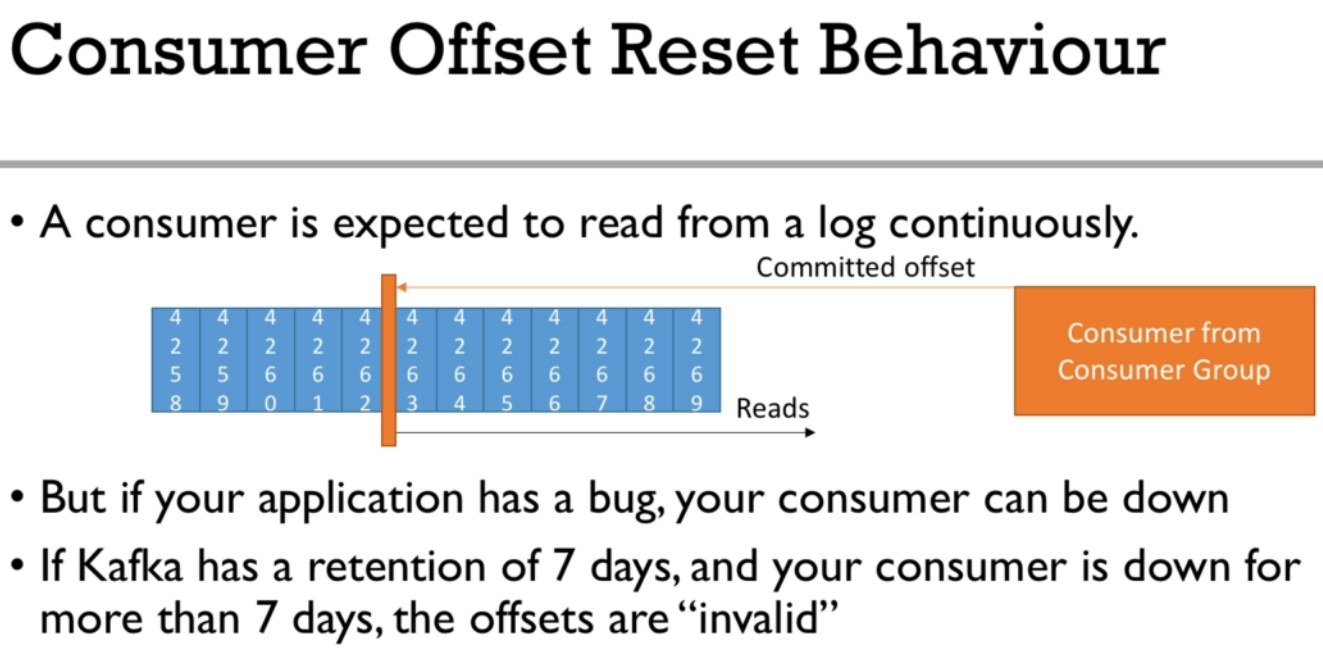 Consumer Offset Reset Behaviour
• A consumer is expected to read from a log continuously.
Committed offset
4258 4259 4260 4261 4262 4263 4264 4265 4266 4267 4268 4269
Consumer from
Consumer Group
Reads
• But if your application has a bug, your consumer can be down
• If Kafka has a retention of 7 days, and your consumer is down for
more than 7 days, the offsets are “invalid”